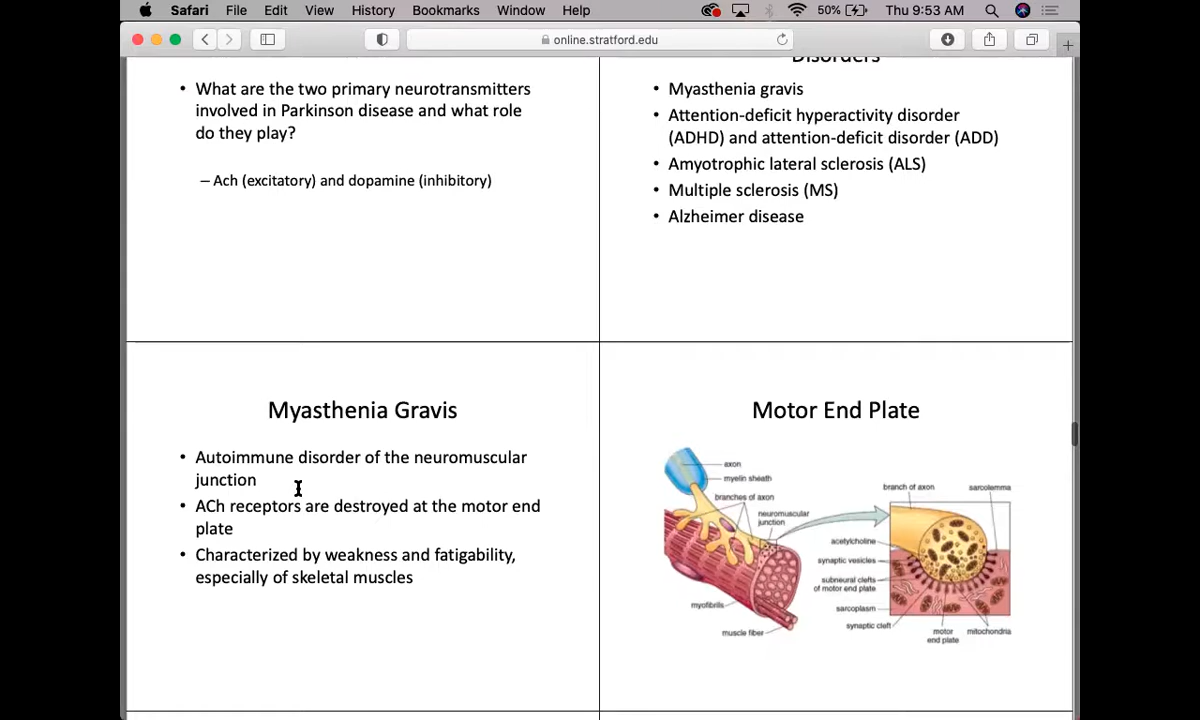 Safari File Edit View History Bookmarks Window Help 50% Thu 9:53 AM
online.stratford.edu
• What are the two primary neurotransmitters
involved in Parkinson disease and what role
do they play?
– Ach (excitatory) and dopamine (inhibitory)
Disorders
• Myasthenia gravis
• Attention-deficit hyperactivity disorder
(ADHD) and attention-deficit disorder (ADD)
• Amyotrophic lateral sclerosis (ALS)
• Multiple sclerosis (MS)
• Alzheimer disease
Myasthenia Gravis
• Autoimmune disorder of the neuromuscular
junction
• ACh receptors are destroyed at the motor end
plate
• Characterized by weakness and fatigability,
especially of skeletal muscles
Motor End Plate
axon
myelin sheath
branches of axon
neuromuscular
junction
myofibrils
muscle fiber
branch of axon
sarcolemma
acetylcholine
synaptic vesicles
subneural clefts
of motor end plate
sarcoplasm
synaptic cleft
motor
end plate
mitochondria